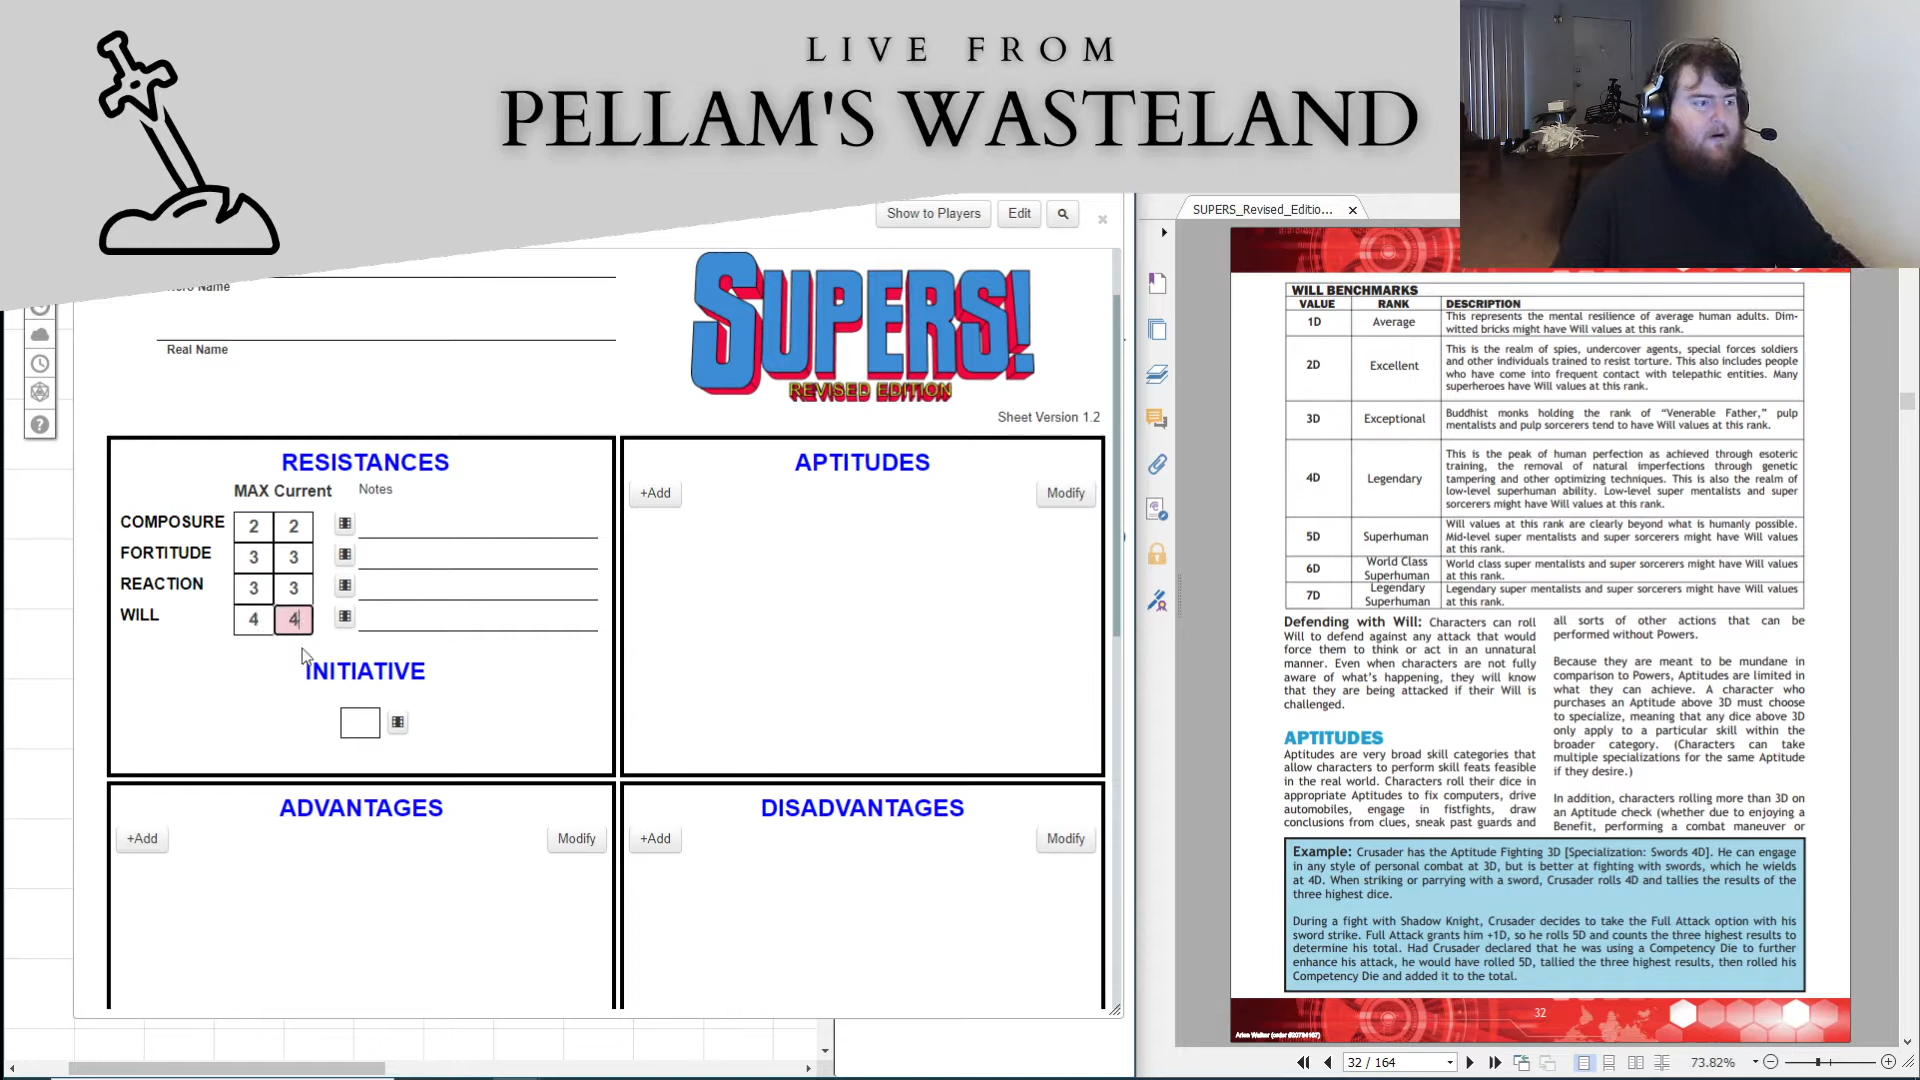 LIVE FROM
PELLAM'S WASTELAND
Show to Players
Edit
Real Name
SUPERS!
REVISED EDITION
Sheet Version 1.2
RESISTANCES
MAX Current Notes
COMPOSURE 2 2
FORTITUDE 3 3
REACTION 3 3
WILL 4 4
INITIATIVE
APTITUDES
+Add
Modify
ADVANTAGES
+Add
Modify
DISADVANTAGES
+Add
Modify
SUPERS_Revised_Editio...
WILL BENCHMARKS
VALUE RANK DESCRIPTION
1D Average This represents the mental resilience of average human adults. Dim-
witted bricks might have Will values at this rank.
2D Excellent This is the realm of spies, undercover agents, special forces soldiers
and other individuals trained to resist torture. This also includes people
who have come into frequent contact with telepathic entities. Many
superheroes have Will values at this rank.
3D Exceptional Buddhist monks holding the rank of “Venerable Father,” pulp
mentalists and pulp sorcerers tend to have Will values at this rank.
4D Legendary This is the peak of human perfection as achieved through esoteric
training, the removal of natural imperfections through genetic
tampering and other optimizing techniques. This is also the realm of
low-level superhuman ability. Low-level super mentalists and super
sorcerers might have Will values at this rank.
5D Superhuman Will values at this rank are clearly beyond what is humanly possible.
Mid-level super mentalists and super sorcerers might have Will values
at this rank.
6D World Class Superhuman World class super mentalists and super sorcerers might have Will values
at this rank.
7D Legendary Superhuman Legendary super mentalists and super sorcerers might have Will values
at this rank.
Defending with Will: Characters can roll
Will to defend against any attack that would
force them to think or act in an unnatural
manner. Even when characters are not fully
aware of what’s happening, they will know
that they are being attacked if their Will is
challenged.
APTITUDES
Aptitudes are very broad skill categories that
allow characters to perform skill feats feasible
in the real world. Characters roll their dice in
appropriate Aptitudes to fix computers, drive
automobiles, engage in fistfights, draw
conclusions from clues, sneak past guards and
all sorts of other actions that can be
performed without Powers.
Because they are meant to be mundane in
comparison to Powers, Aptitudes are limited in
what they can achieve. A character who
purchases an Aptitude above 3D must choose
to specialize, meaning that any dice above 3D
only apply to a particular skill within the
broader category. (Characters can take
multiple specializations for the same Aptitude
if they desire.)
In addition, characters rolling more than 3D on
an Aptitude check (whether due to enjoying a
Benefit, performing a combat maneuver or
Example: Crusader has the Aptitude Fighting 3D [Specialization: Swords 4D]. He can engage
in any style of personal combat at 3D, but is better at fighting with swords, which he wields
at 4D. When striking or parrying with a sword, Crusader rolls 4D and tallies the results of the
three highest dice.
During a fight with Shadow Knight, Crusader decides to take the Full Attack option with his
sword strike. Full Attack grants him +1D, so he rolls 5D and counts the three highest results to
determine his total. Had Crusader declared that he was using a Competency Die to further
enhance his attack, he would have rolled 5D, tallied the three highest results, then rolled his
Competency Die and added it to the total.
32
32 / 164
73.82%